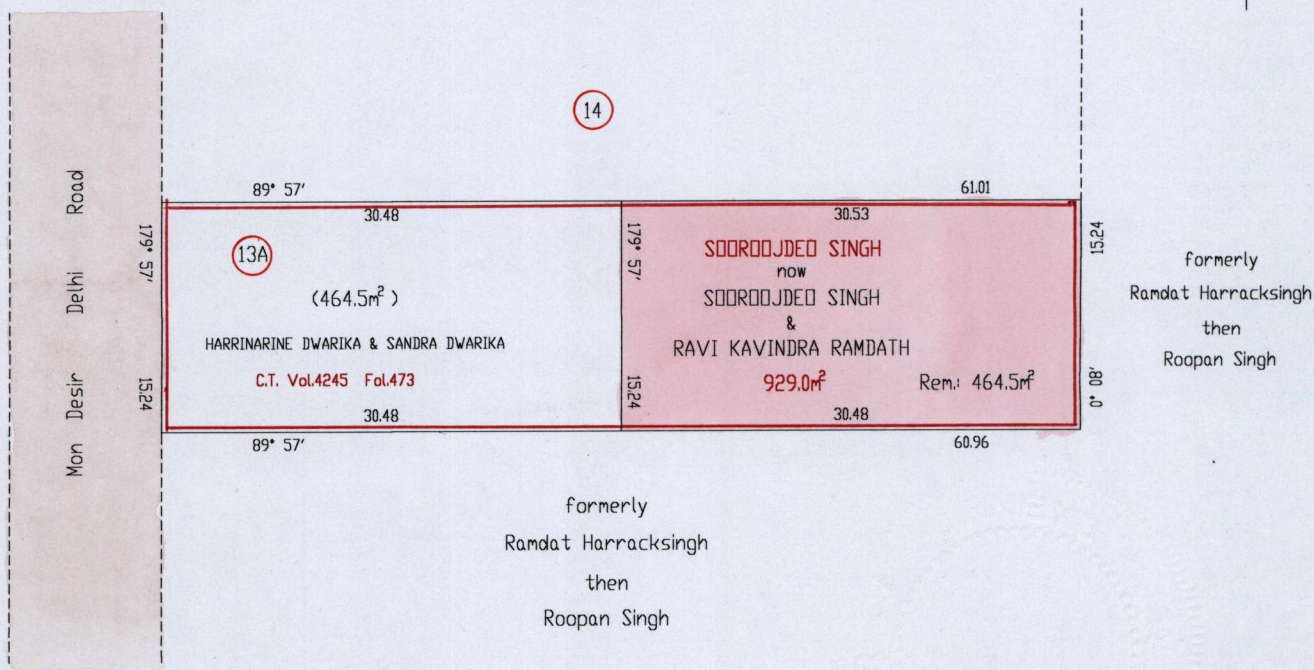 14
89° 57′
61.01
30.48
30.53
Mon Desir Delhi Road
179° 57′
15.24
13A
(464.5m²)
HARRINARINE DWARIKA & SANDRA DWARIKA
C.T. Vol.4245 Fol.473
30.48
89° 57′
179° 57′
15.24
SOOROOJDEO SINGH
now
SOOROOJDEO SINGH
&
RAVI KAVINDRA RAMDATH
929.0m² Rem.: 464.5m²
30.48
60.96
15.24
0° 08′
formerly
Ramdat Harracksingh
then
Roopan Singh
formerly
Ramdat Harracksingh
then
Roopan Singh